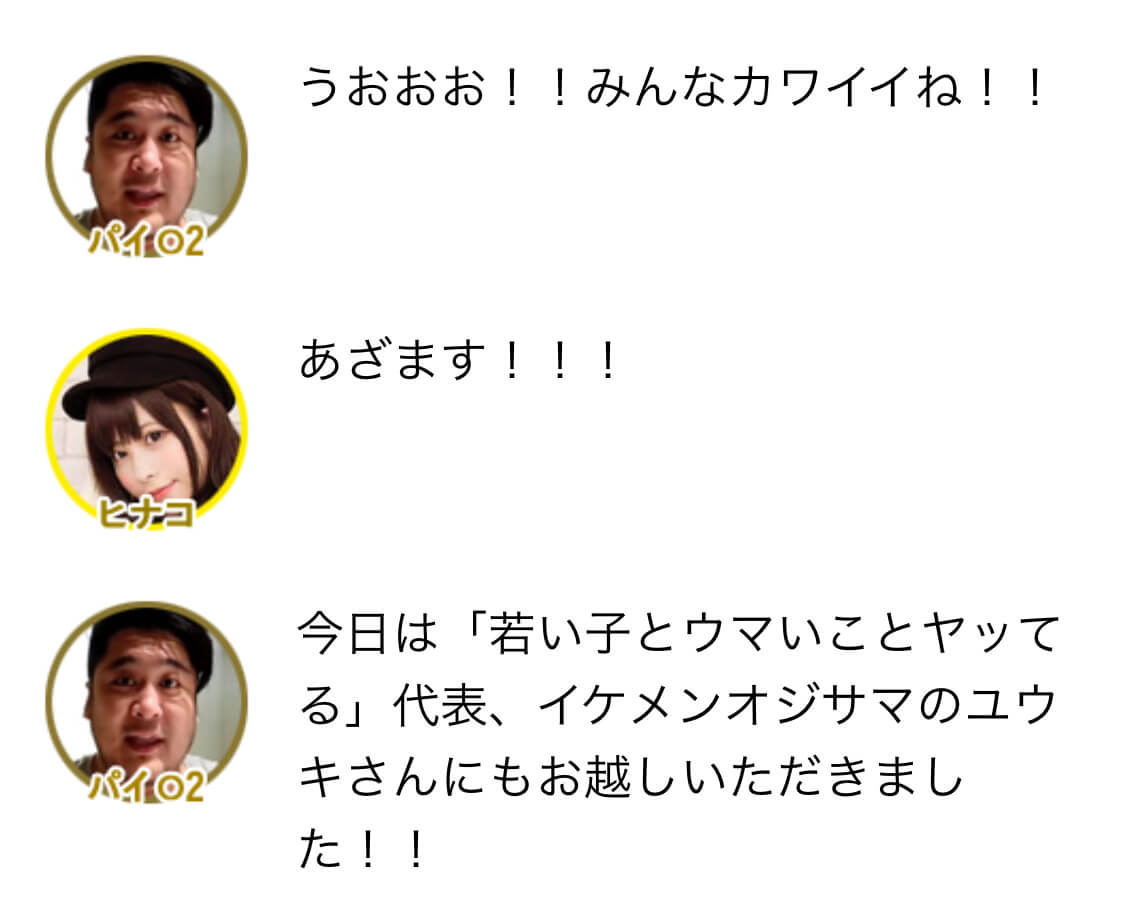 うおおお！！みんなカワイイね！！
パイ○2
あざます！！！
ヒナコ
今日は「若い子とウマいことヤッて
る」代表、イケメンオジサマのユウ
キさんにもお越しいただきまし
た！！
パイ○2